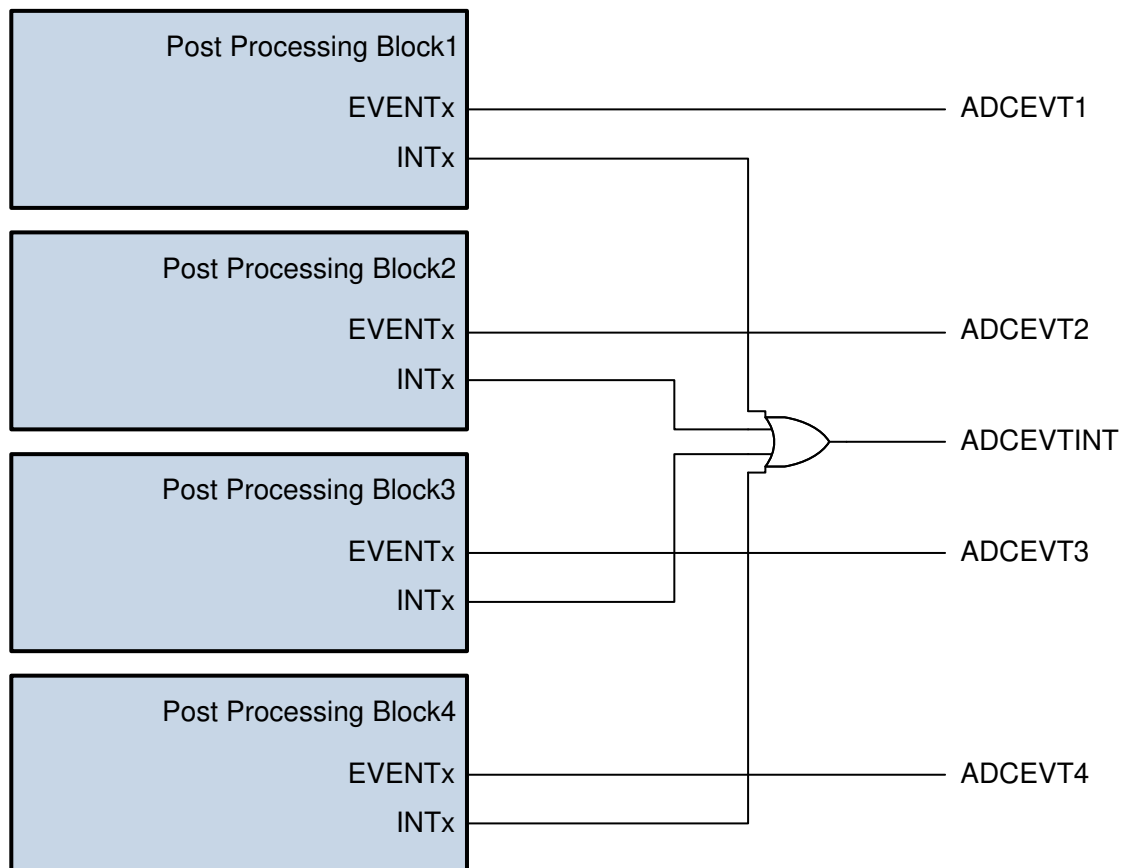 Post Processing Block1
EVENTx
ADCEVT1
INTx
Post Processing Block2
EVENTx
ADCEVT2
INTx
ADCEVTINT
Post Processing Block3
EVENTx
ADCEVT3
INTx
Post Processing Block4
EVENTx
ADCEVT4
INTx